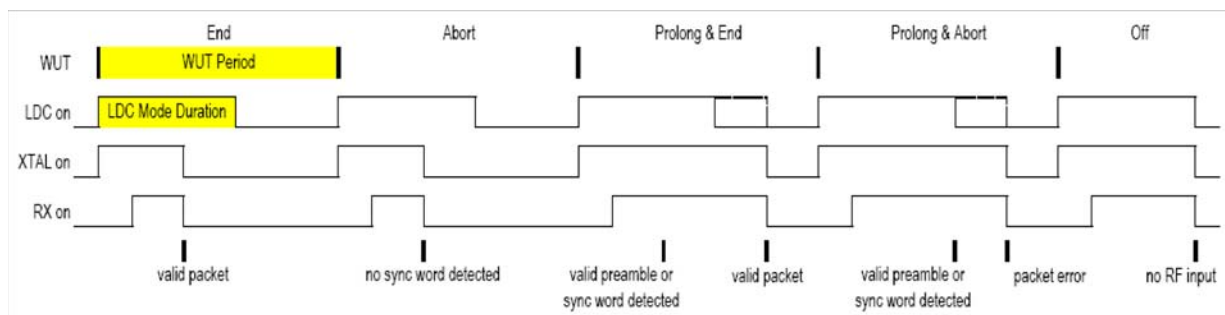 End Abort Prolong & End Prolong & Abort Off
WUT WUT Period
LDC on LDC Mode Duration
XTAL on
RX on
valid packet no sync word detected valid preamble or valid packet valid preamble or packet error no RF input
sync word detected sync word detected